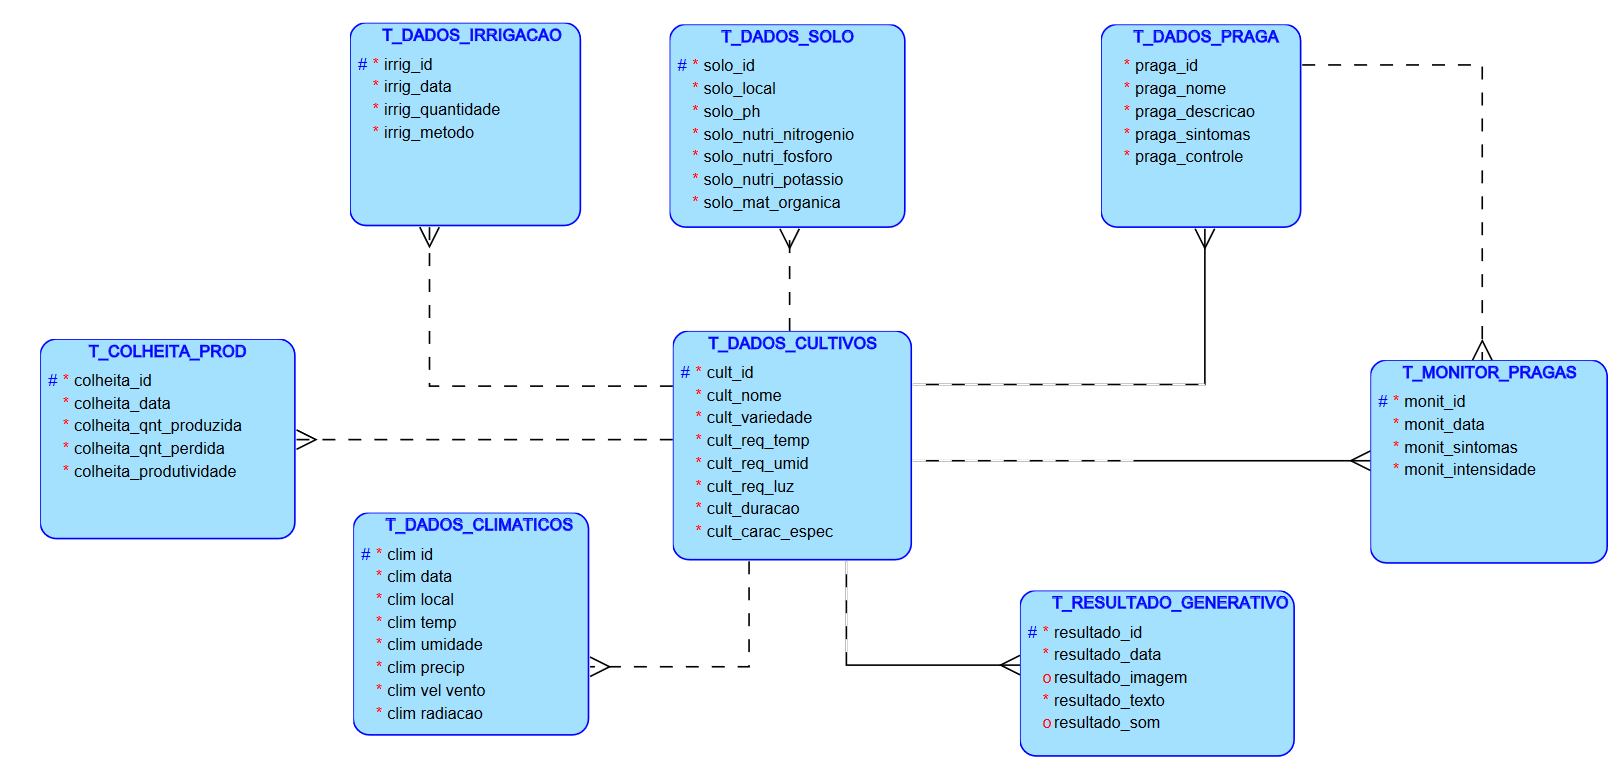 T_DADOS_IRRIGACAO
# * irrig_id
* irrig_data
* irrig_quantidade
* irrig_metodo
T_DADOS_SOLO
# * solo_id
* solo_local
* solo_ph
* solo_nutri_nitrogenio
* solo_nutri_fosforo
* solo_nutri_potassio
* solo_mat_organica
T_DADOS_PRAGA
* praga_id
* praga_nome
* praga_descricao
* praga_sintomas
* praga_controle
T_COLHEITA_PROD
# * colheita_id
* colheita_data
* colheita_qnt_produzida
* colheita_qnt_perdida
* colheita_produtividade
T_DADOS_CULTIVOS
# * cult_id
* cult_nome
* cult_variedade
* cult_req_temp
* cult_req_umid
* cult_req_luz
* cult_duracao
* cult_carac_espec
T_MONITOR_PRAGAS
# * monit_id
* monit_data
* monit_sintomas
* monit_intensidade
T_DADOS_CLIMATICOS
# * clim id
* clim data
* clim local
* clim temp
* clim umidade
* clim precip
* clim vel vento
* clim radiacao
T_RESULTADO_GENERATIVO
# * resultado_id
* resultado_data
o resultado_imagem
* resultado_texto
o resultado_som